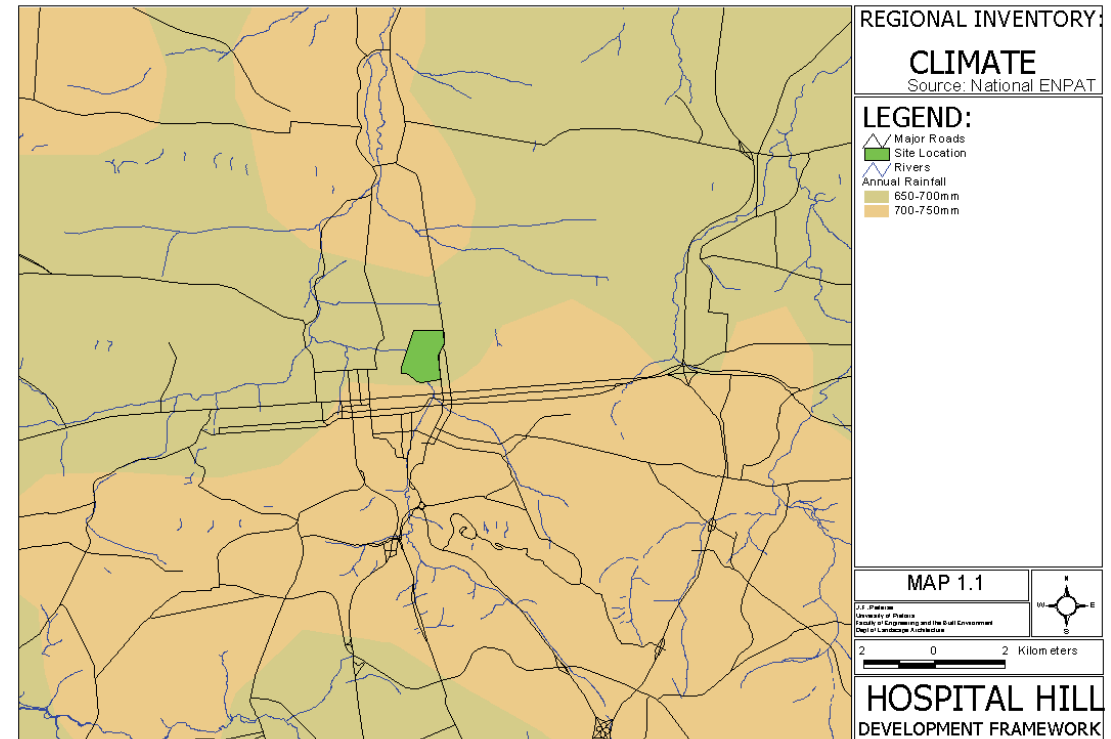 REGIONAL INVENTORY:
CLIMATE
Source: National ENPAT
LEGEND:
Major Roads
Site Location
Rivers
Annual Rainfall
650-700mm
700-750mm
MAP 1.1
N
W E
S
University of Pretoria
Faculty of Engineering and the Built Environment
Dept of Landscape Architecture
2 0 2 Kilometers
HOSPITAL HILL
DEVELOPMENT FRAMEWORK